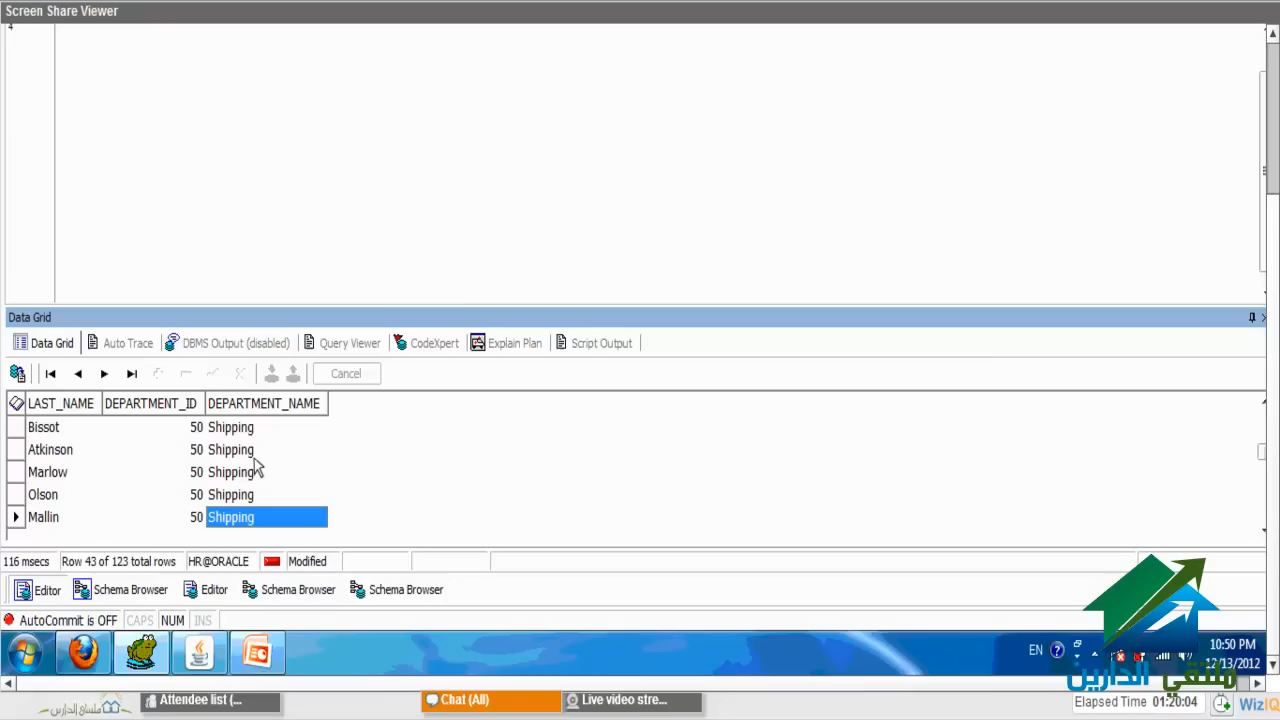 Screen Share Viewer
4
Data Grid
Data Grid Auto Trace DBMS Output (disabled) Query Viewer CodeXpert Explain Plan Script Output
Cancel
LAST_NAME DEPARTMENT_ID DEPARTMENT_NAME
Bissot 50 Shipping
Atkinson 50 Shipping
Marlow 50 Shipping
Olson 50 Shipping
Mallin 50 Shipping
116 msecs Row 43 of 123 total rows HR@ORACLE Modified
Editor Schema Browser Editor Schema Browser Schema Browser
AutoCommit is OFF CAPS NUM INS
EN 10:50 PM
12/13/2012
ملتقي الدارين
Attendee list (... Chat (All) Live video stre... Elapsed Time 01:20:04 WizIQ